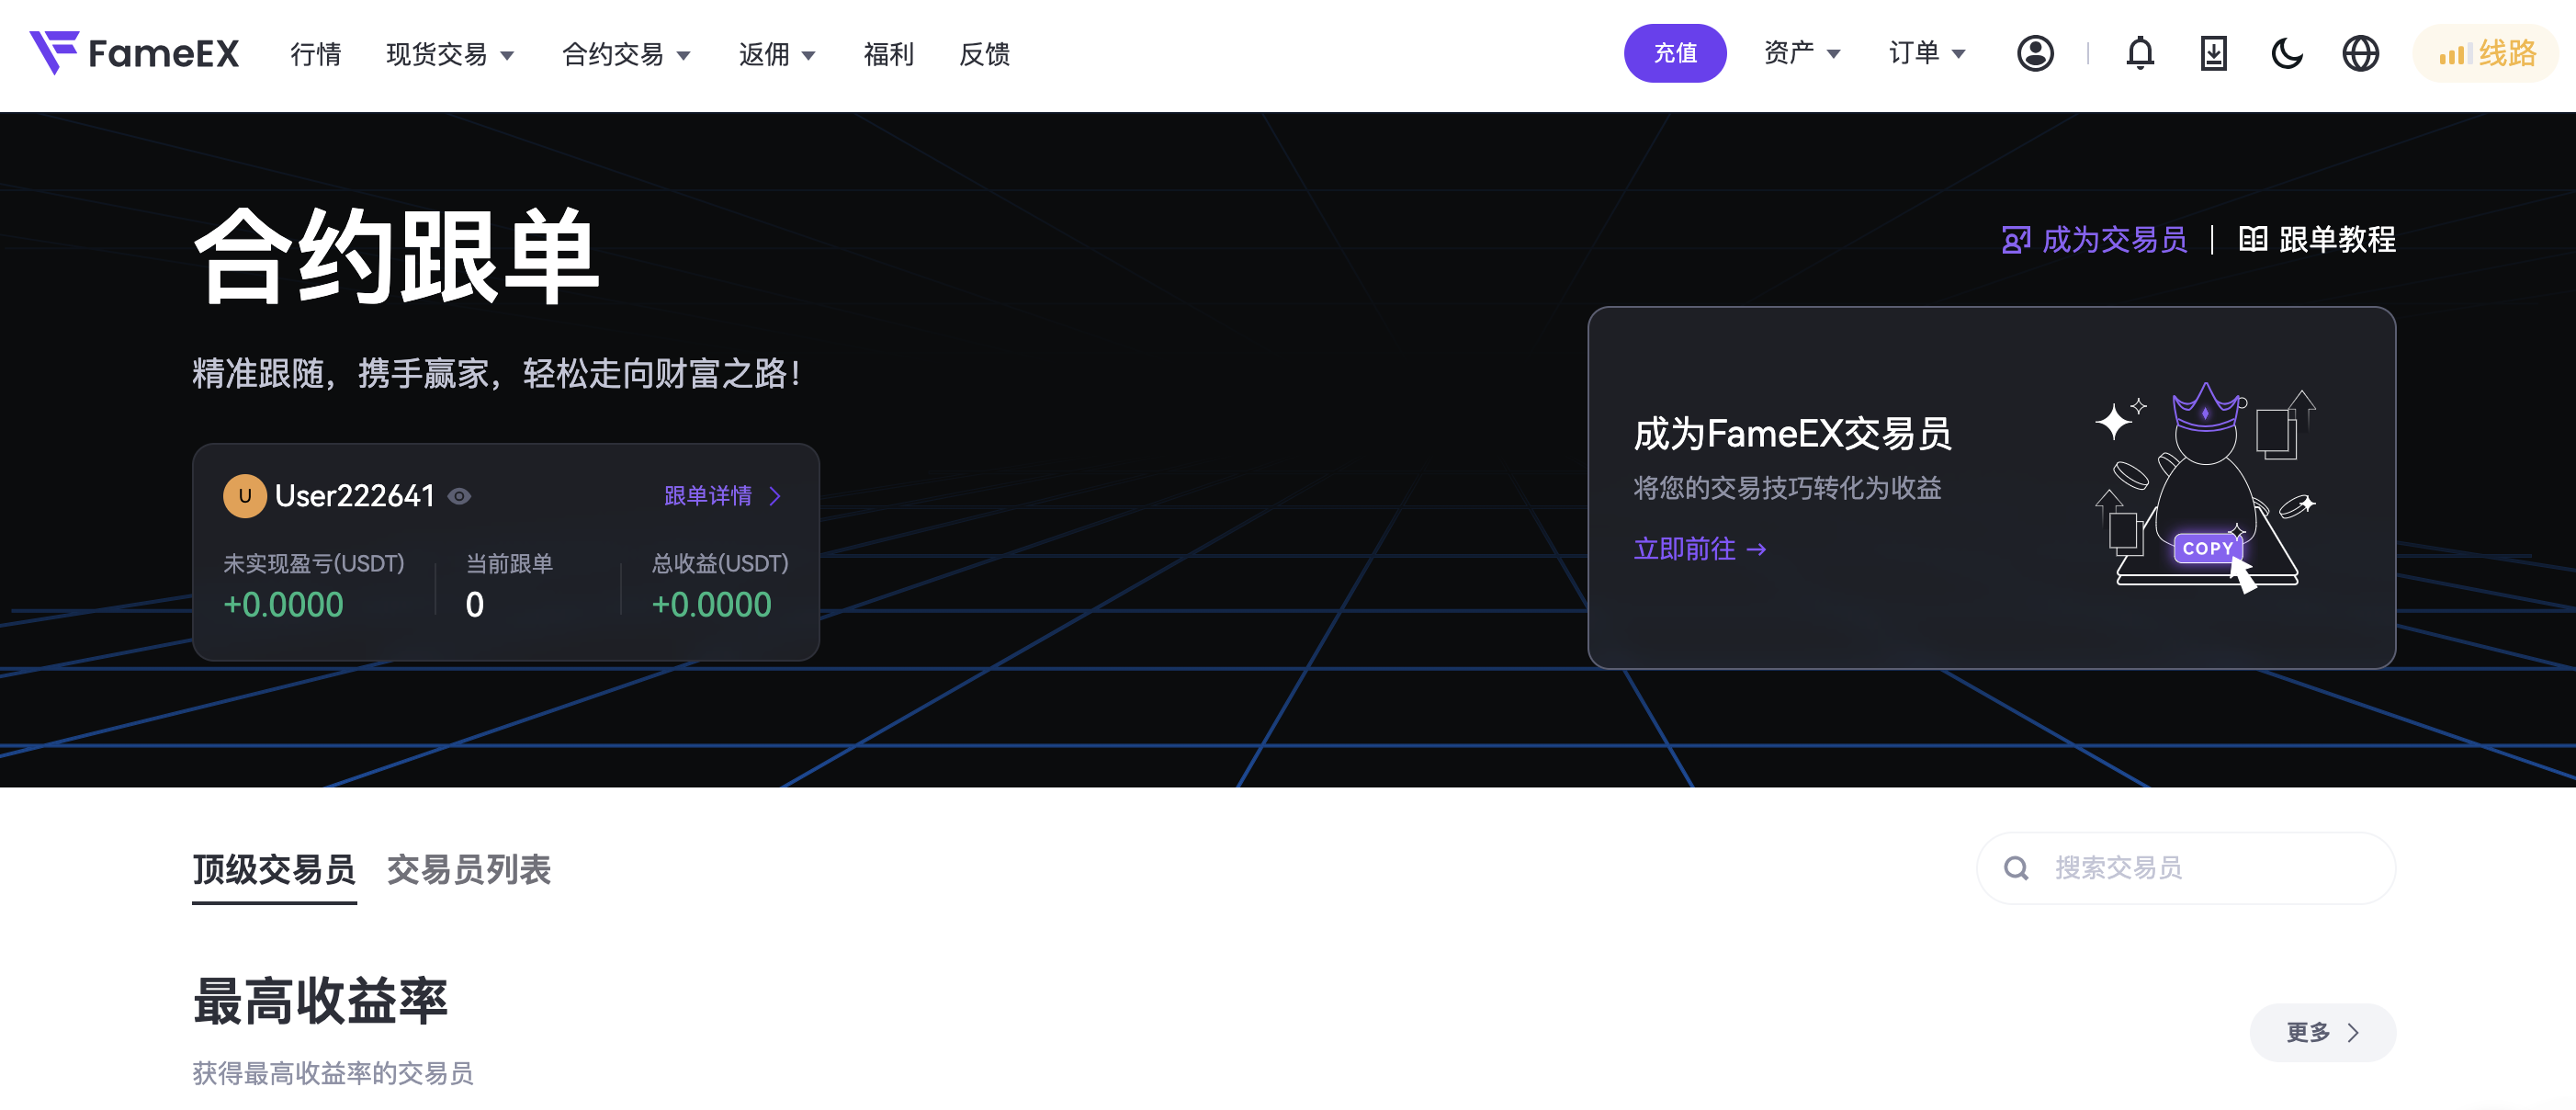 FameEX 行情 现货交易 合约交易 返佣 福利 反馈 充值 资产 订单 线路
合约跟单
成为交易员 | 跟单教程
精准跟随，携手赢家，轻松走向财富之路！
U User222641 跟单详情
未实现盈亏(USDT) 当前跟单 总收益(USDT)
+0.0000 0 +0.0000
成为FameEX交易员
将您的交易技巧转化为收益
立即前往
COPY
顶级交易员 交易员列表 搜索交易员
最高收益率
更多
获得最高收益率的交易员